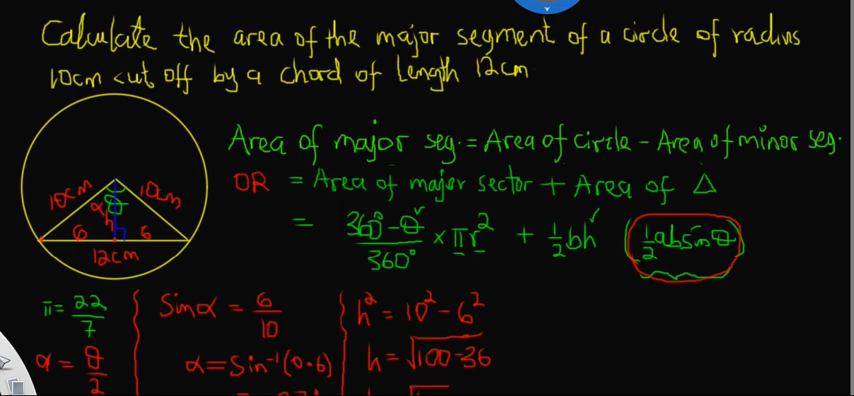 Calculate the area of the major segment of a circle of radius
10cm cut off by a chord of length 12cm
Area of major seg. = Area of circle - Area of minor seg.
OR = Area of major sector + Area of Δ
= 360° - θ / 360° × πr² + ½bh (½absinθ)
10cm 10cm
α θ
h
6 6
12cm
π = 22/7
α = θ/2
Sinα = 6/10
α = Sin⁻¹(0.6)
h² = 10² - 6²
h = √100-36